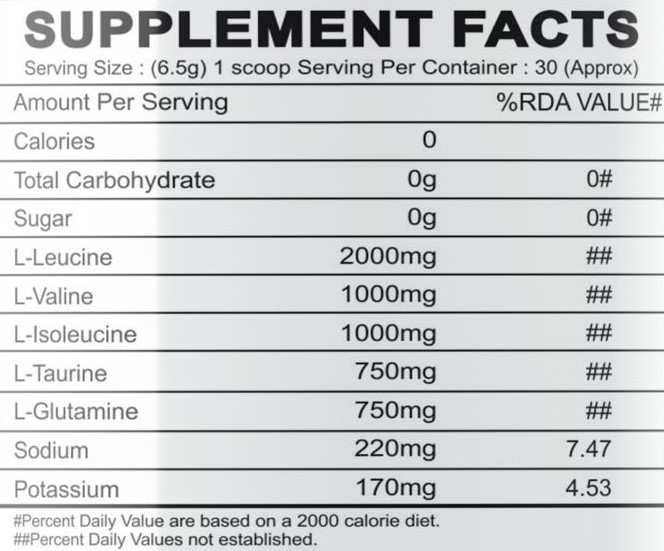 SUPPLEMENT FACTS
Serving Size : (6.5g) 1 scoop Serving Per Container : 30 (Approx)
Amount Per Serving %RDA VALUE#
Calories 0
Total Carbohydrate 0g 0#
Sugar 0g 0#
L-Leucine 2000mg ##
L-Valine 1000mg ##
L-Isoleucine 1000mg ##
L-Taurine 750mg ##
L-Glutamine 750mg ##
Sodium 220mg 7.47
Potassium 170mg 4.53
#Percent Daily Value are based on a 2000 calorie diet.
##Percent Daily Values not established.